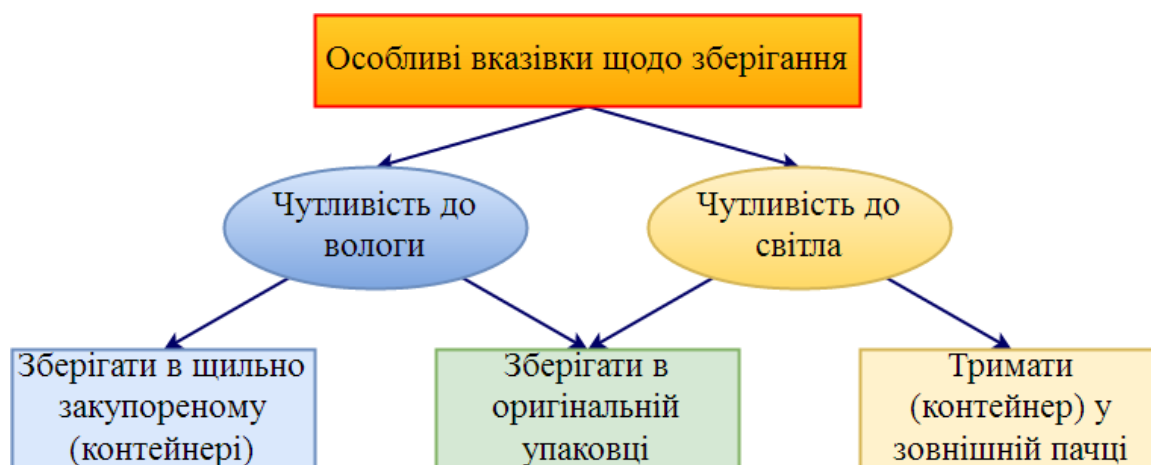 Особливі вказівки щодо зберігання
Чутливість до
вологи
Чутливість до
світла
Зберігати в щильно
закупореному
(контейнері)
Зберігати в
оригінальній
упаковці
Тримати
(контейнер) у
зовнішній пачці